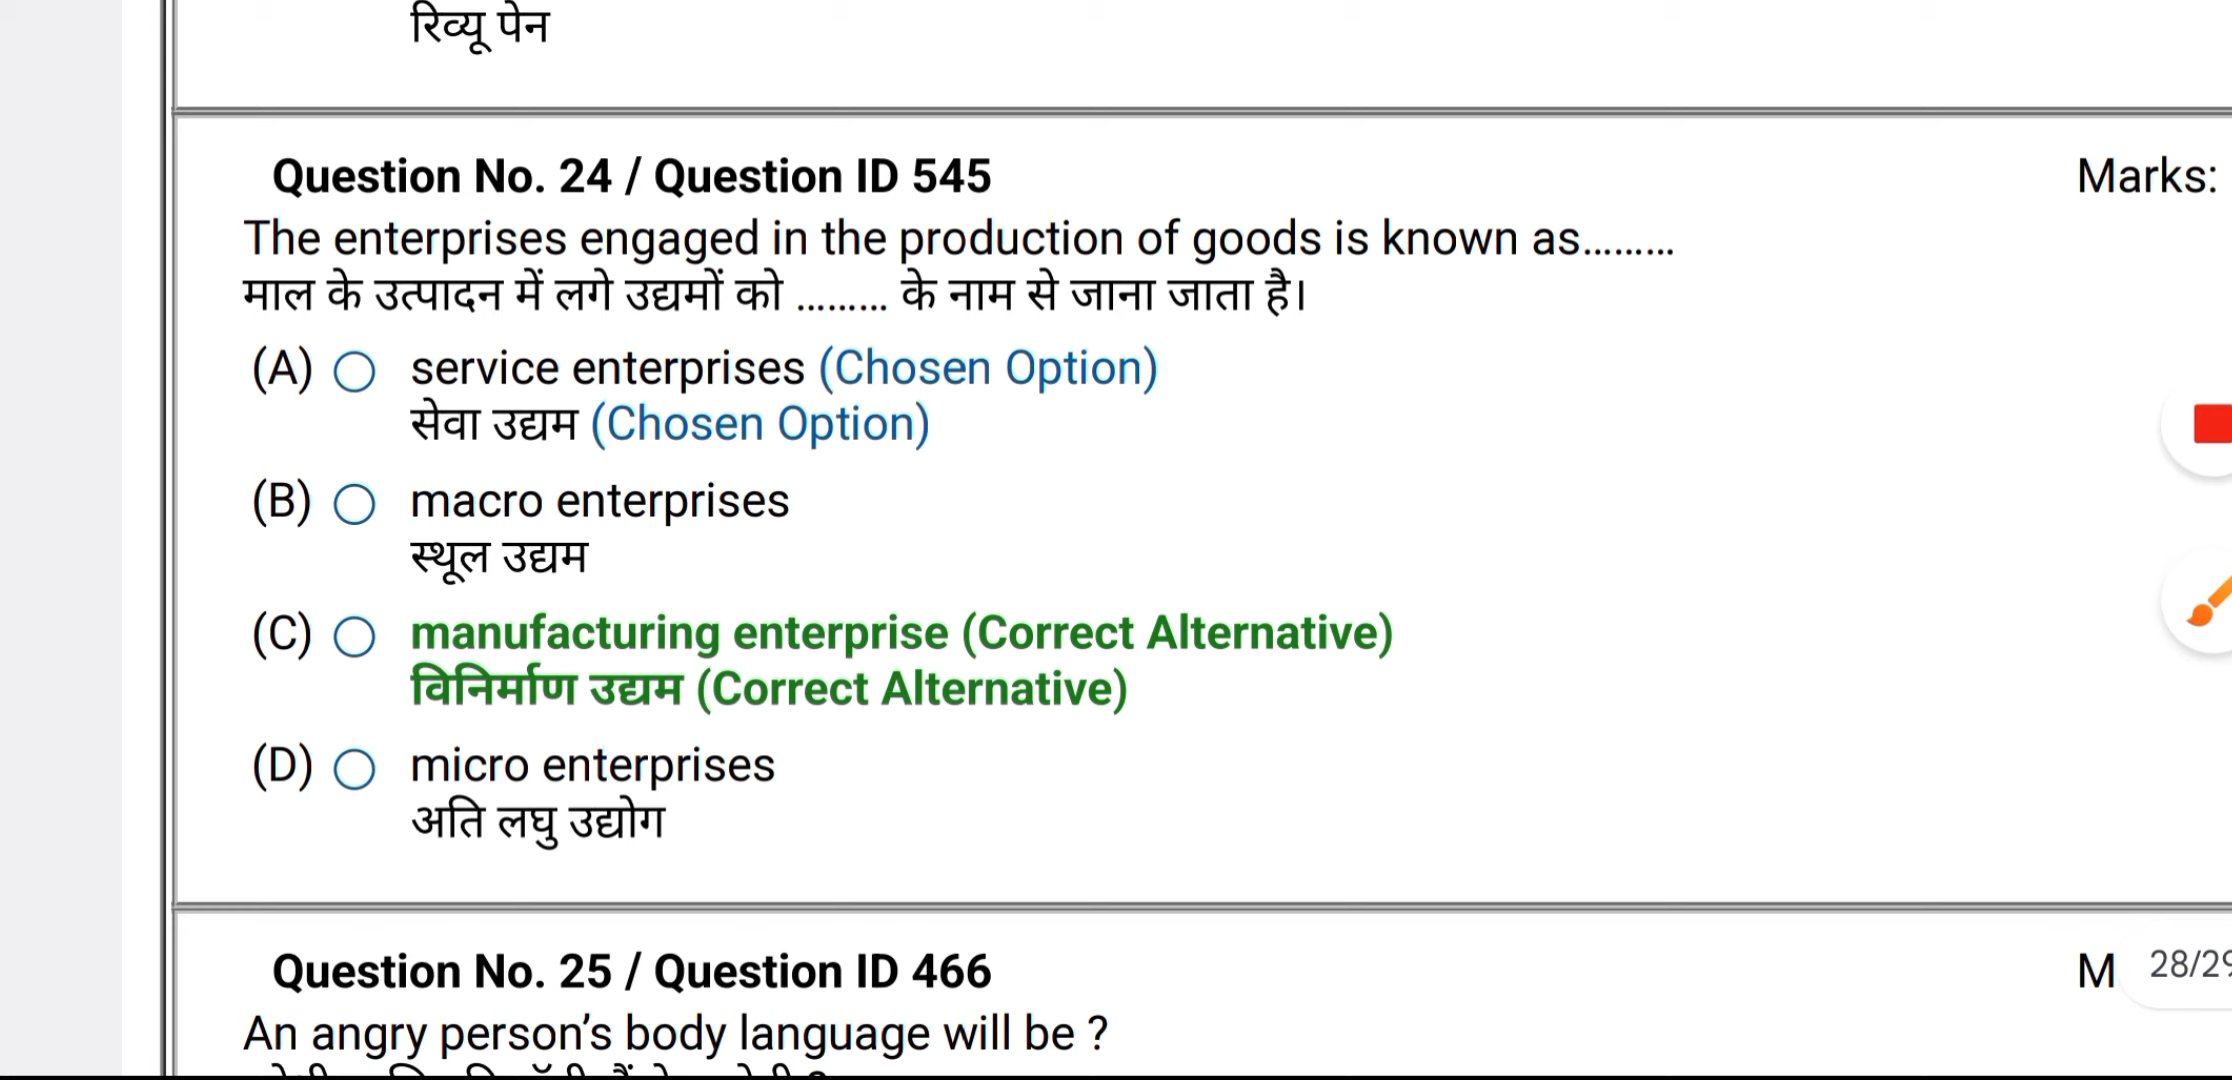 रिव्यू पेन
Question No. 24 / Question ID 545
Marks:
The enterprises engaged in the production of goods is known as.........
माल के उत्पादन में लगे उद्यमों को ......... के नाम से जाना जाता है।
(A) service enterprises (Chosen Option)
सेवा उद्यम (Chosen Option)
(B) macro enterprises
स्थूल उद्यम
(C) manufacturing enterprise (Correct Alternative)
विनिर्माण उद्यम (Correct Alternative)
(D) micro enterprises
अति लघु उद्योग
Question No. 25 / Question ID 466
M 28/29
An angry person’s body language will be ?